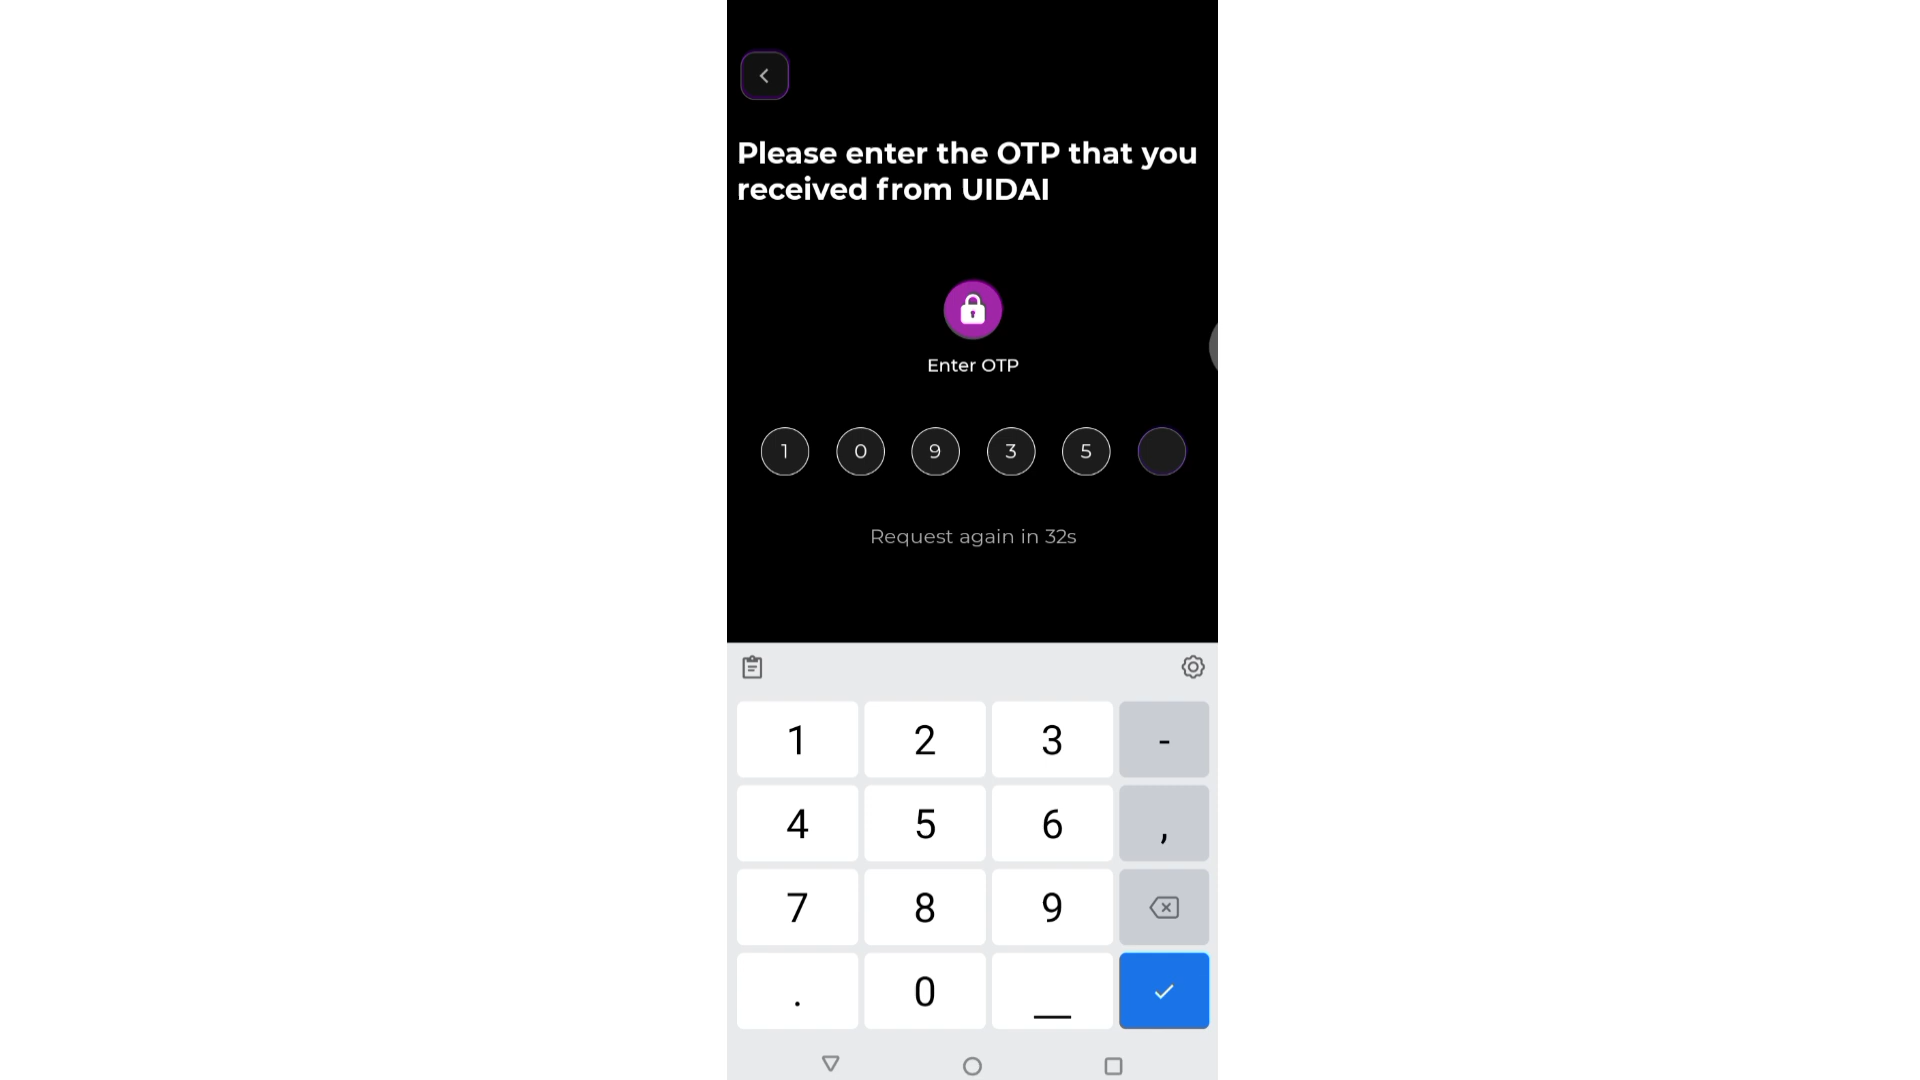 Please enter the OTP that you
received from UIDAI
Enter OTP
1 0 9 3 5
Request again in 32s
1 2 3 -
4 5 6 ,
7 8 9
. 0 _